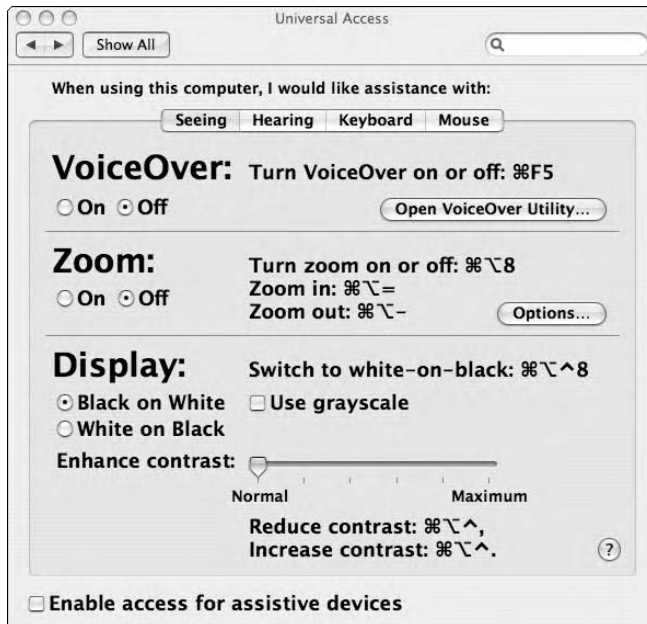 Universal Access
Show All
When using this computer, I would like assistance with:
Seeing Hearing Keyboard Mouse
VoiceOver: Turn VoiceOver on or off: ⌘F5
On Off Open VoiceOver Utility...
Zoom: Turn zoom on or off: ⌘⌥8
On Off Zoom in: ⌘⌥=
Zoom out: ⌘⌥- Options...
Display: Switch to white-on-black: ⌘⌥^8
Black on White Use grayscale
White on Black
Enhance contrast:
Normal Maximum
Reduce contrast: ⌘⌥^,
Increase contrast: ⌘⌥^. ?
Enable access for assistive devices